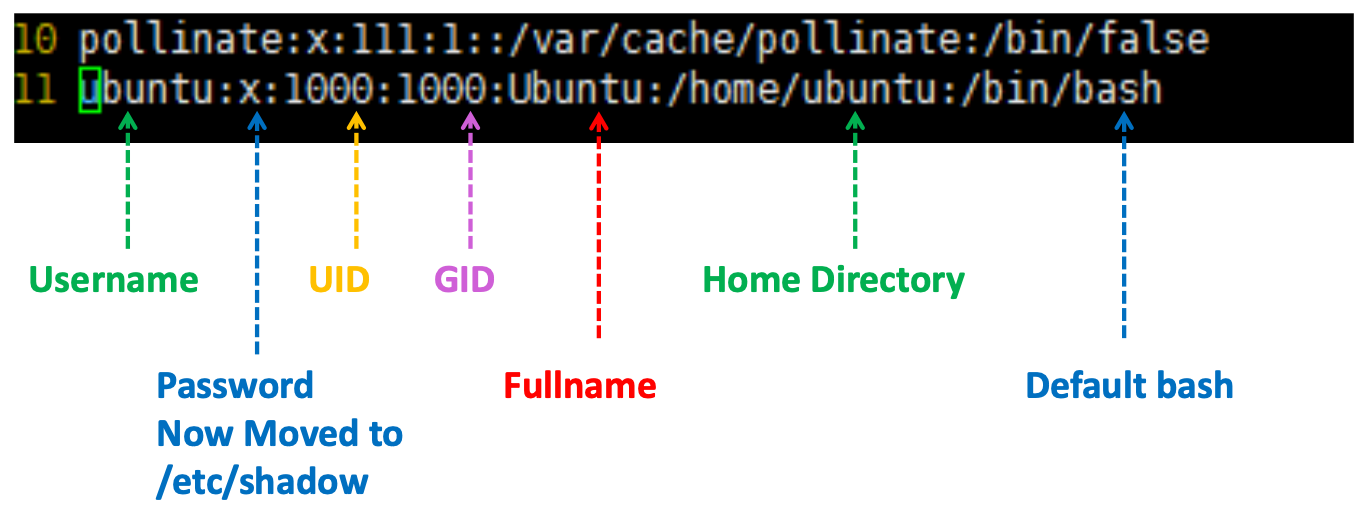 10 pollinate:x:111:1::/var/cache/pollinate:/bin/false
11 ubuntu:x:1000:1000:Ubuntu:/home/ubuntu:/bin/bash
Username UID GID Home Directory
Password Fullname Default bash
Now Moved to
/etc/shadow